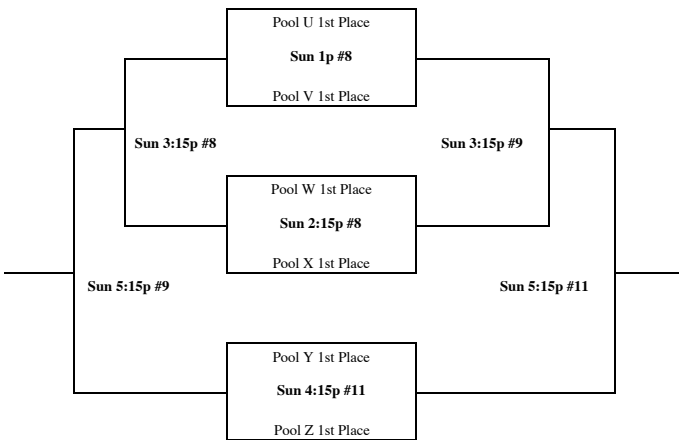 Pool U 1st Place
Sun 1p #8
Pool V 1st Place
Sun 3:15p #8
Sun 3:15p #9
Pool W 1st Place
Sun 2:15p #8
Pool X 1st Place
Sun 5:15p #9
Sun 5:15p #11
Pool Y 1st Place
Sun 4:15p #11
Pool Z 1st Place